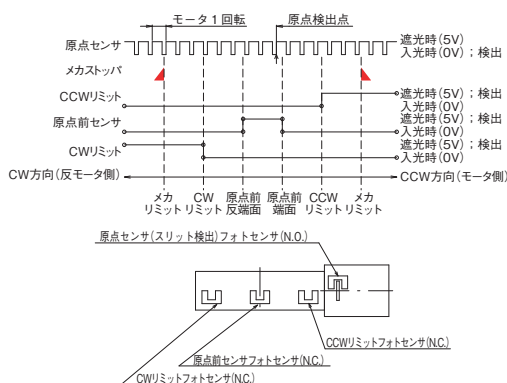 モータ1回転
原点検出点
原点センサ
遮光時(5V)
入光時(0V);検出
メカストッパ
CCWリミット
遮光時(5V);検出
入光時(0V)
原点前センサ
遮光時(5V);検出
入光時(0V)
CWリミット
遮光時(5V);検出
入光時(0V)
CW方向(反モータ側)
CCW方向(モータ側)
メカ
リミット
CW
リミット
原点前
反端面
原点前
端面
CCW
リミット
メカ
リミット
原点センサ(スリット検出)フォトセンサ(N.O.)
CCWリミットフォトセンサ(N.C.)
原点前センサフォトセンサ(N.C.)
CWリミットフォトセンサ(N.C.)